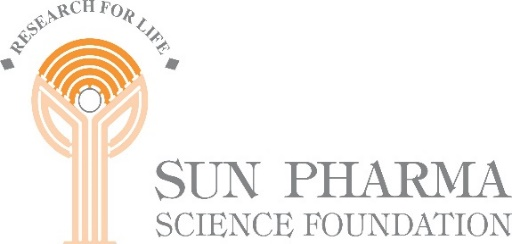 RESEARCH FOR LIFE
SUN PHARMA
SCIENCE FOUNDATION